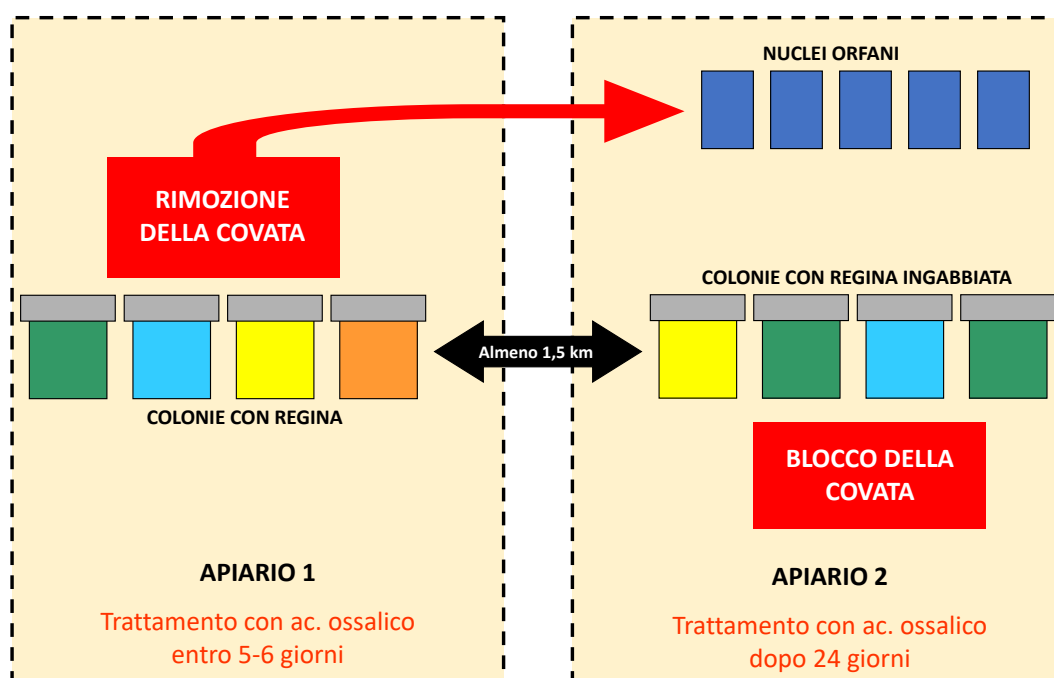 NUCLEI ORFANI
RIMOZIONE
DELLA COVATA
COLONIE CON REGINA INGABBIATA
Almeno 1,5 km
COLONIE CON REGINA
BLOCCO DELLA
COVATA
APIARIO 1
Trattamento con ac. ossalico
entro 5-6 giorni
APIARIO 2
Trattamento con ac. ossalico
dopo 24 giorni